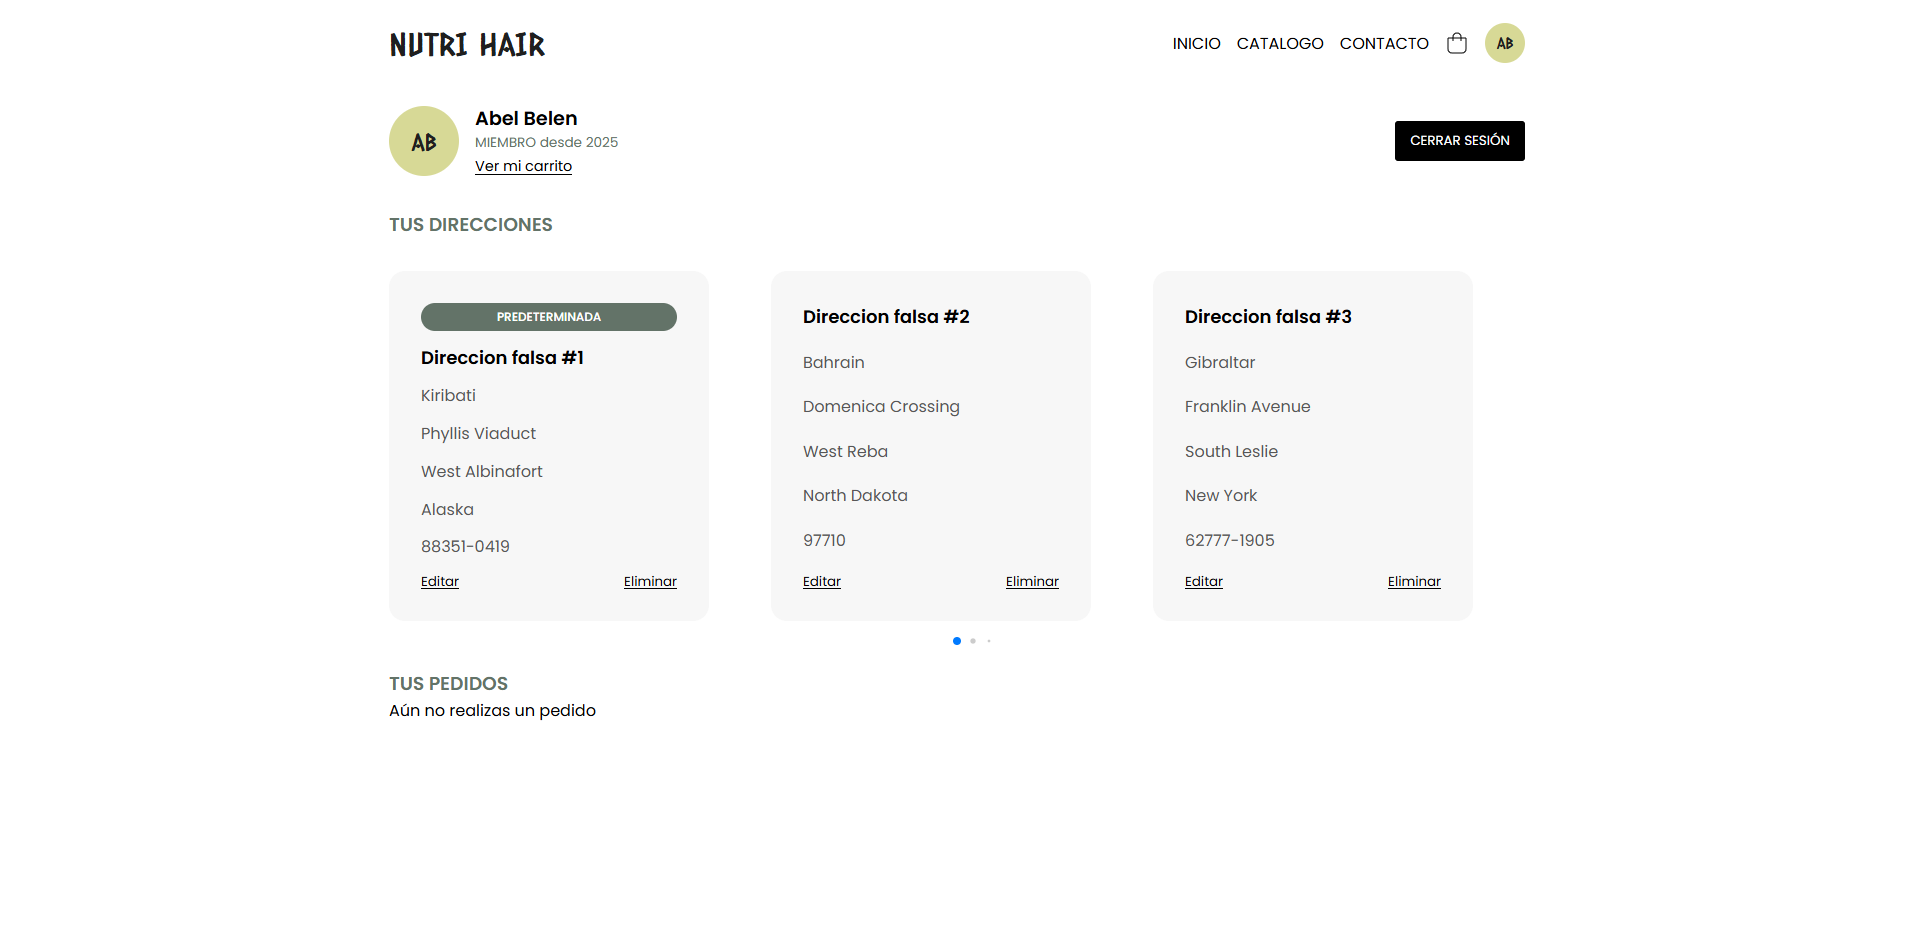 NUTRI HAIR
INICIO CATALOGO CONTACTO AB
AB
Abel Belen
MIEMBRO desde 2025
Ver mi carrito
CERRAR SESIÓN
TUS DIRECCIONES
PREDETERMINADA
Direccion falsa #1
Kiribati
Phyllis Viaduct
West Albinafort
Alaska
88351-0419
Editar Eliminar
Direccion falsa #2
Bahrain
Domenica Crossing
West Reba
North Dakota
97710
Editar Eliminar
Direccion falsa #3
Gibraltar
Franklin Avenue
South Leslie
New York
62777-1905
Editar Eliminar
TUS PEDIDOS
Aún no realizas un pedido